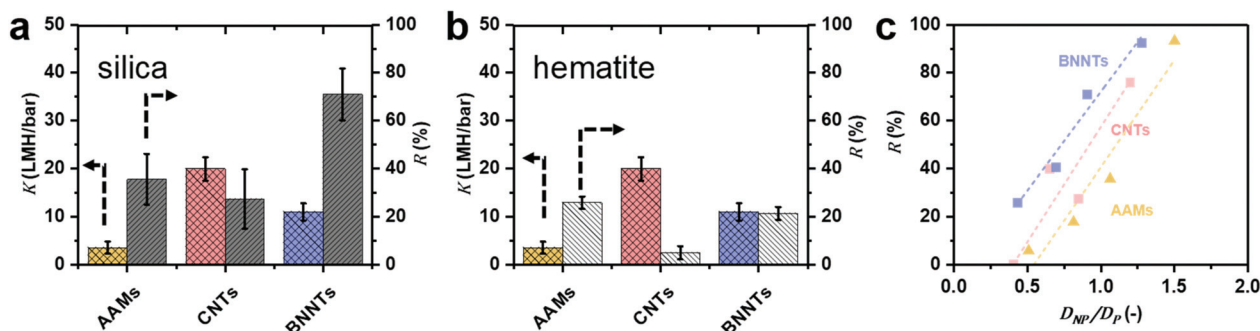 a
50
40
30
20
10
0
K (LMH/bar)
silica
100
80
60
40
20
0
R (%)
AAMs
CNTs
BNNTs
b
50
40
30
20
10
0
K (LMH/bar)
hematite
100
80
60
40
20
0
R (%)
AAMs
CNTs
BNNTs
c
100
80
60
40
20
0
R (%)
BNNTs
CNTs
AAMs
0.0 0.5 1.0 1.5 2.0
D_NP/D_P (-)